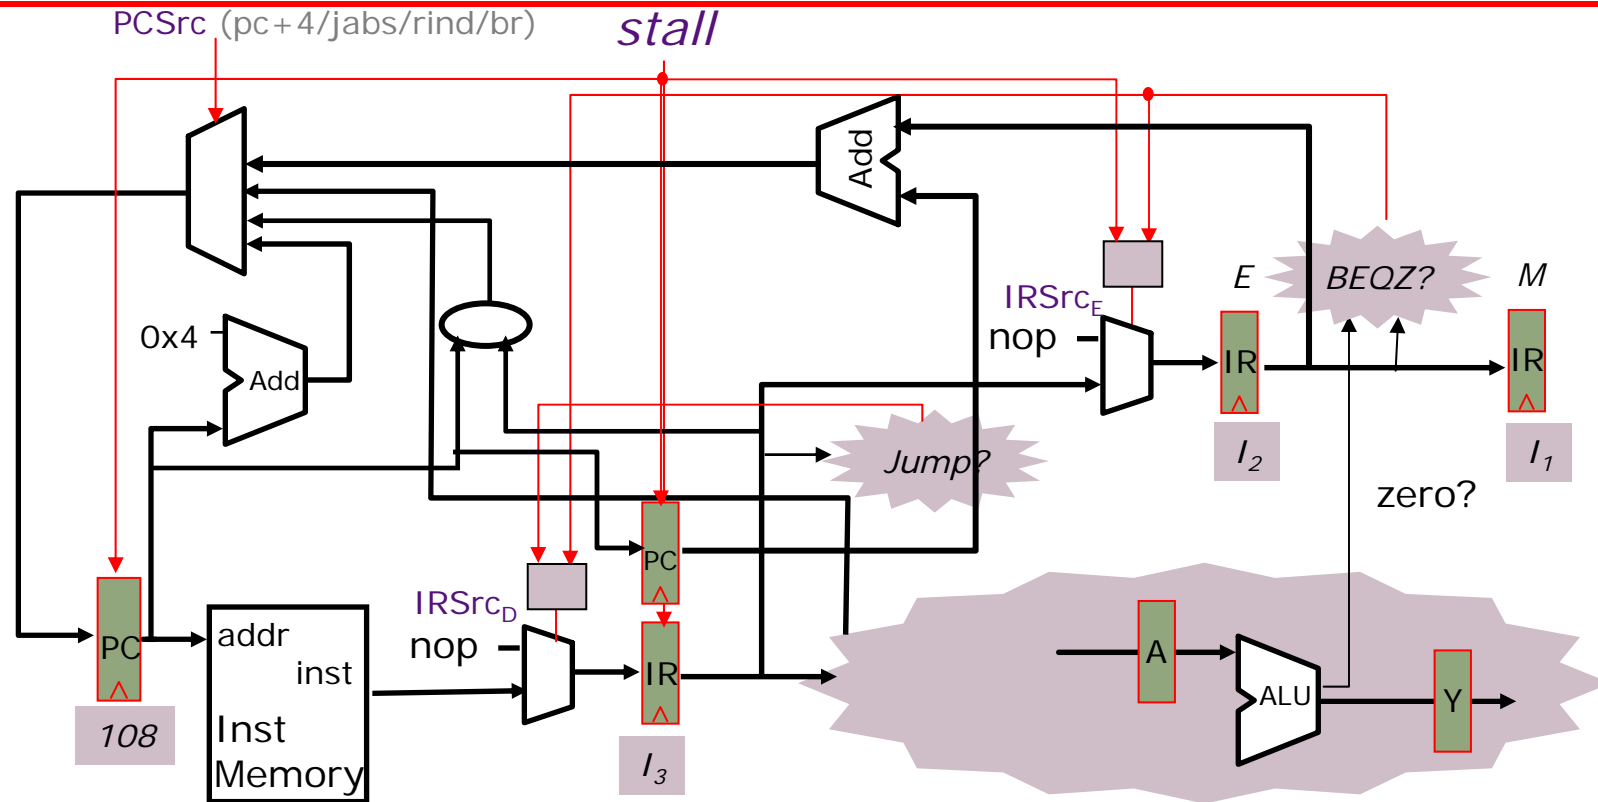 PCSrc (pc+4/jabs/rind/br)
stall
Add
E
BEQZ?
M
IRSrcE
nop
0x4
Add
IR
IR
Jump?
I2
I1
zero?
PC
IRSrcD
nop
addr
inst
Inst
Memory
PC
IR
A
ALU
Y
108
I3